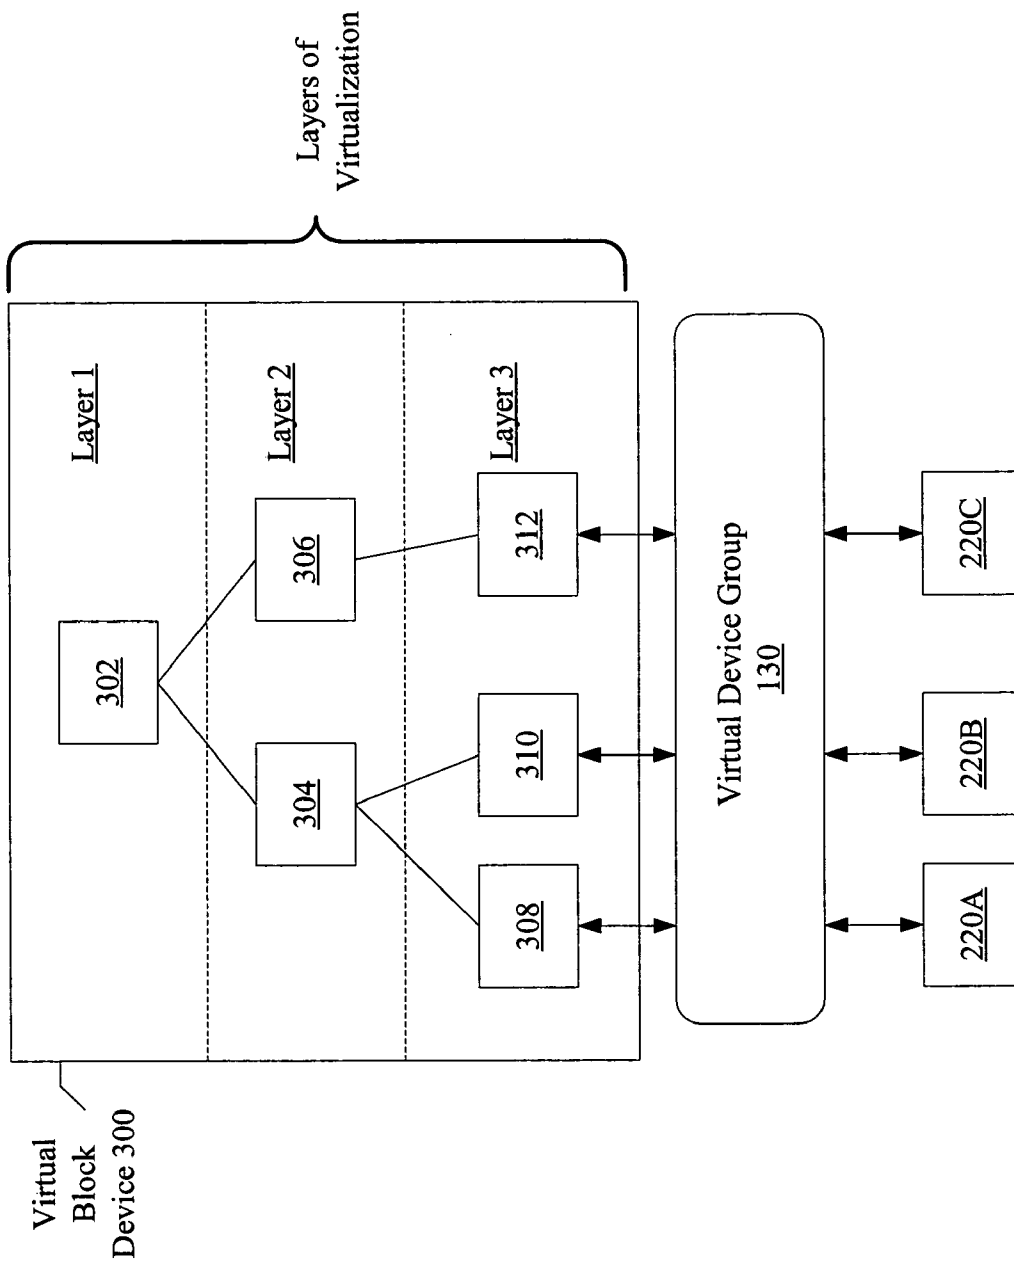 Virtual
Block
Device 300
Layers of
Virtualization
Layer 1
302
Layer 2
304
306
Layer 3
308
310
312
Virtual Device Group
130
220A
220B
220C